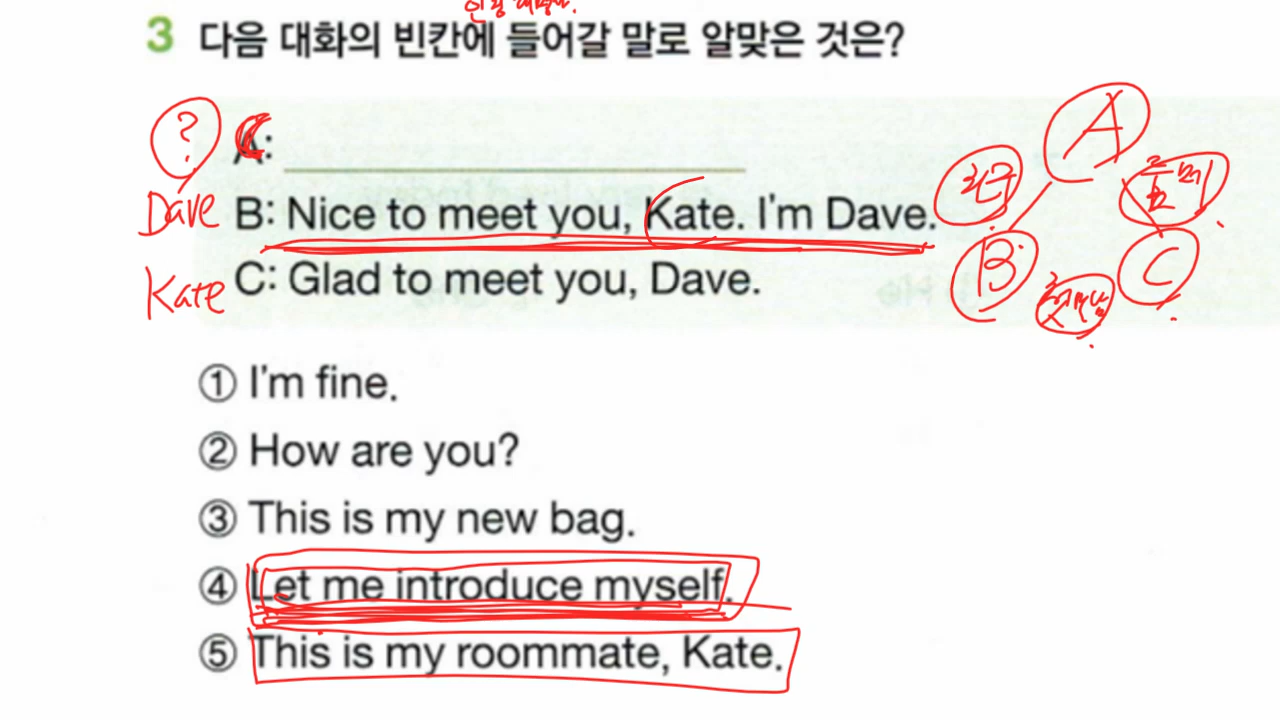 3 다음 대화의 빈칸에 들어갈 말로 알맞은 것은?
? A:
Dave B: Nice to meet you, Kate. I'm Dave.
Kate C: Glad to meet you, Dave.
A
친구
룸메
B
C
첫만남
① I'm fine.
② How are you?
③ This is my new bag.
④ Let me introduce myself.
⑤ This is my roommate, Kate.